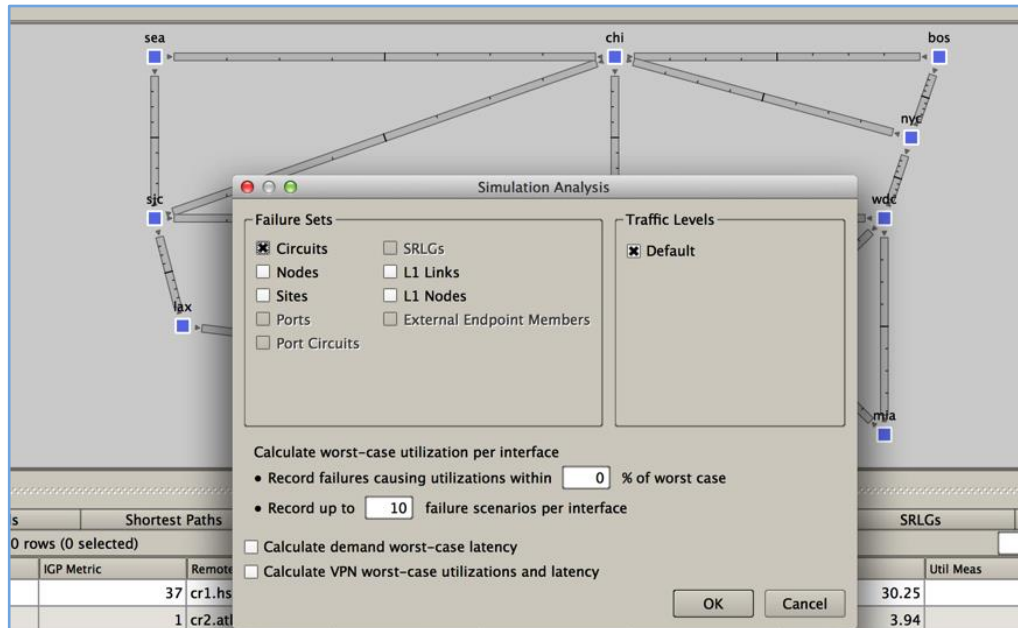 sea
chi
bos
nyc
sjc
wdc
lax
mia
Simulation Analysis
Failure Sets
Circuits
Nodes
Sites
Ports
Port Circuits
SRLGs
L1 Links
L1 Nodes
External Endpoint Members
Traffic Levels
Default
Calculate worst-case utilization per interface
• Record failures causing utilizations within 0 % of worst case
• Record up to 10 failure scenarios per interface
Calculate demand worst-case latency
Calculate VPN worst-case utilizations and latency
OK Cancel
s Shortest Paths SRLGs
0 rows (0 selected)
IGP Metric Remote Util Meas
37 cr1.hs 30.25
1 cr2.atl 3.94